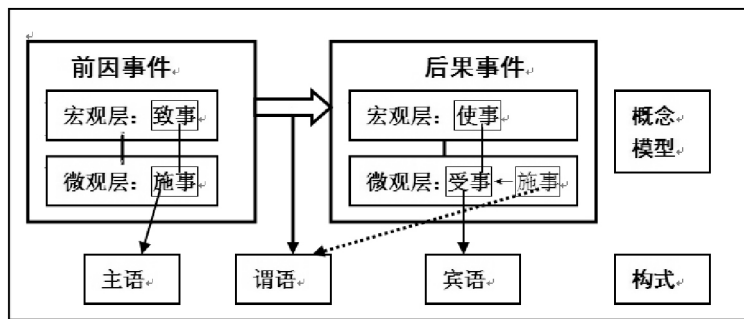 前因事件
后果事件
宏观层：致事
宏观层：使事
概念
模型
微观层：施事
微观层：受事
施事
主语
谓语
宾语
构式